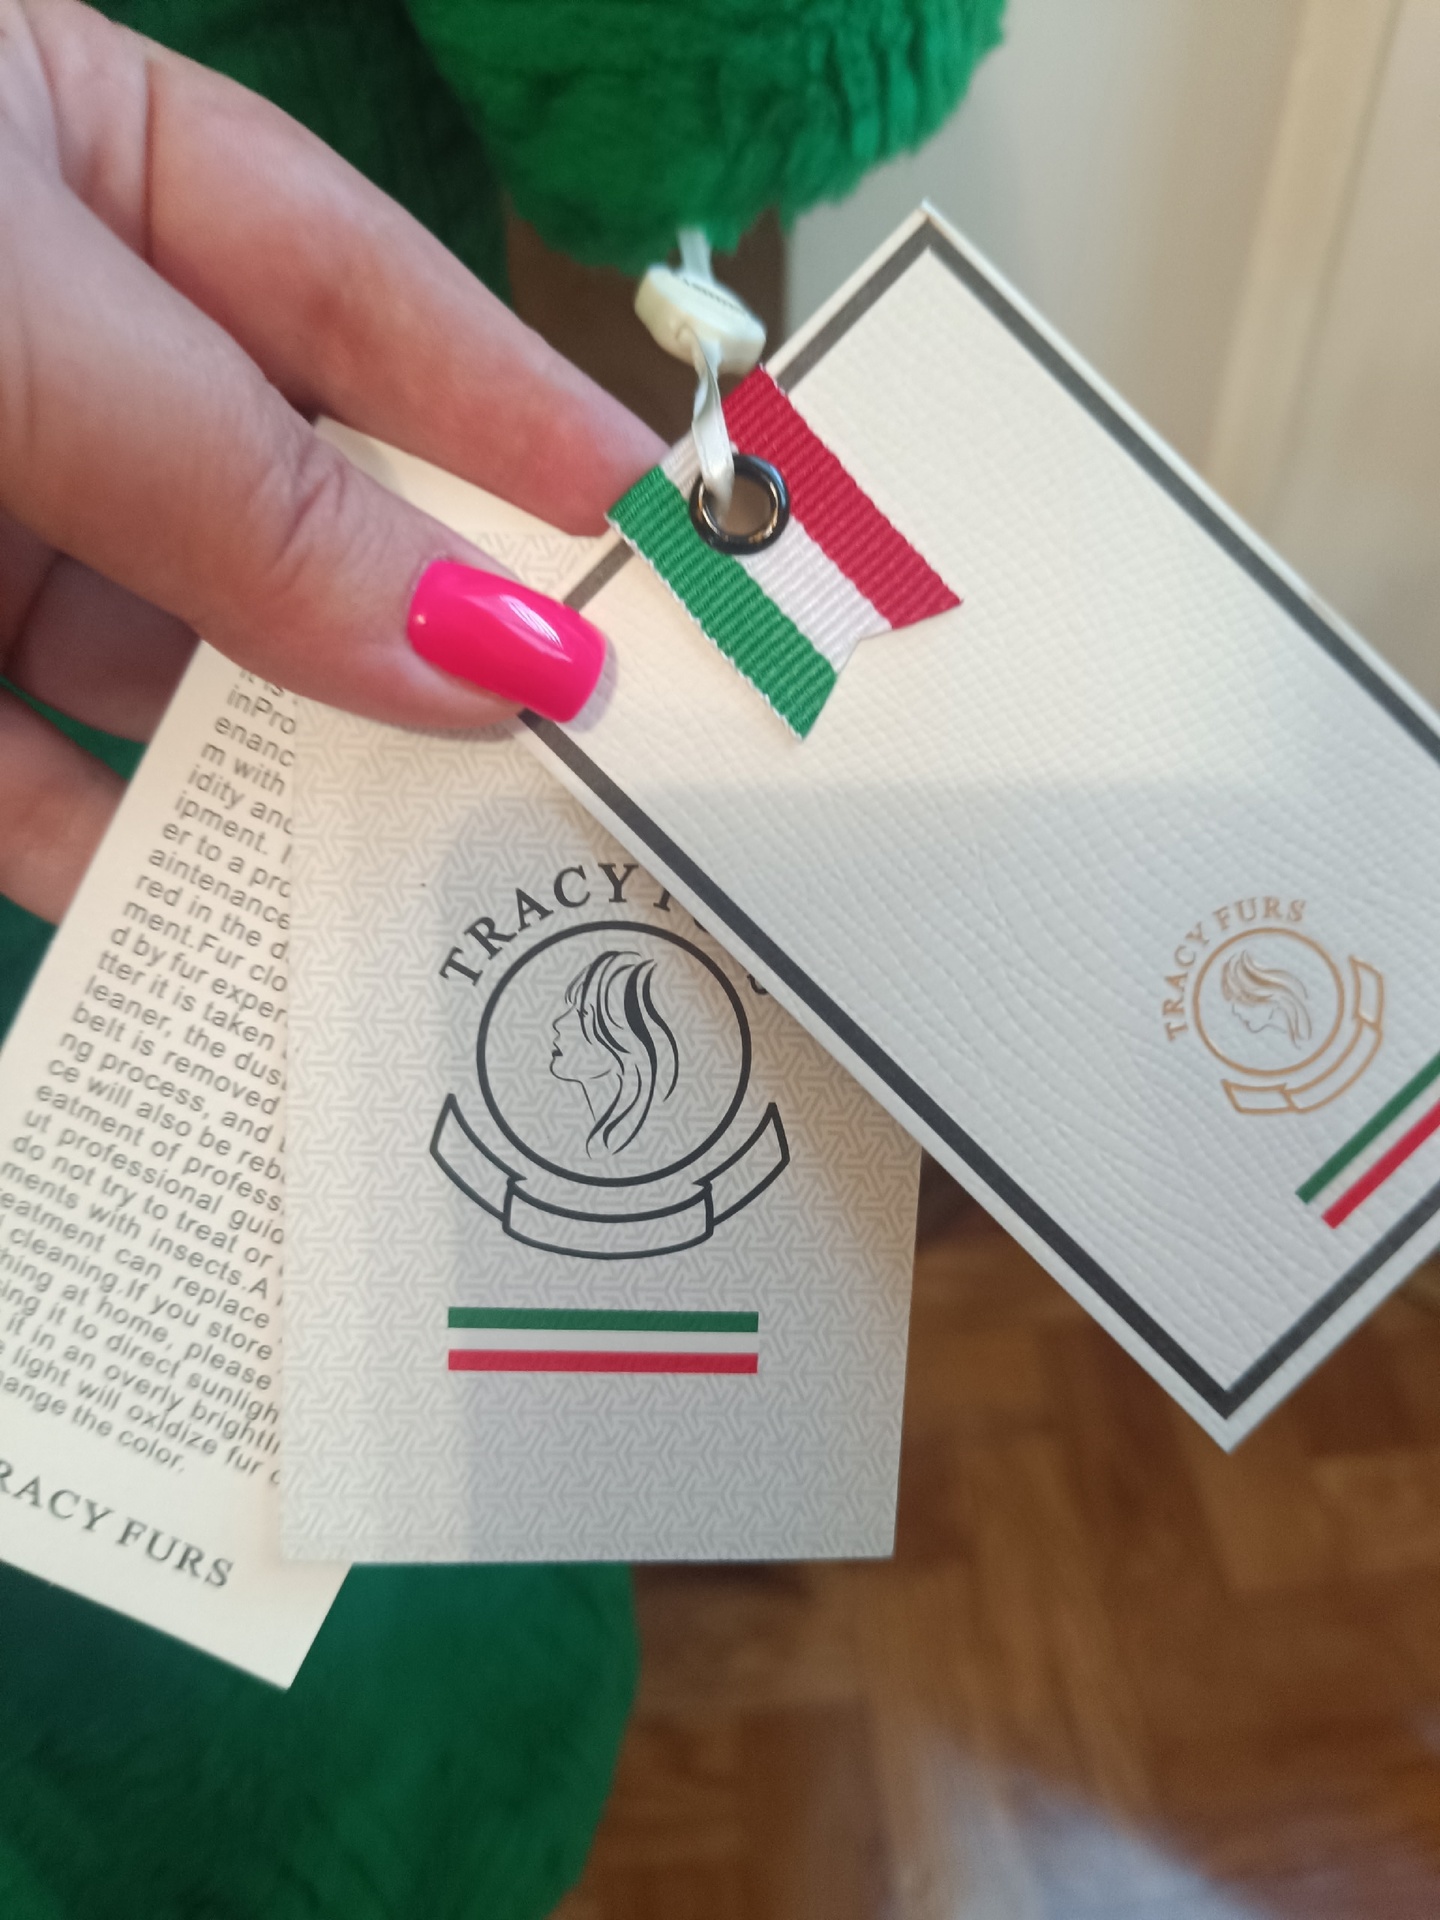 inPro
enanc
m with
idity and
ipment.
er to a pro
aintenance
red in the d
ment.Fur clo
d by fur exper
tter it is taken
leaner, the dus
belt is removed
ng process, and
ce will also be reb
eatment of profess
ut professional guid
do not try to treat or
ments with insects.A
eatment can replace
cleaning.If you store
hing at home, please
sing it to direct sunligh
it in an overly brightl
light will oxidize fur
ange the color.
RACY FURS
TRACY F
TRACY FURS